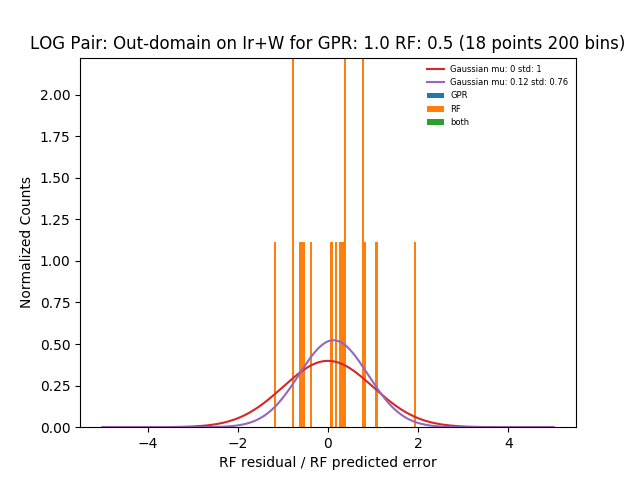 LOG Pair: Out-domain on Ir+W for GPR: 1.0 RF: 0.5 (18 points 200 bins)
Gaussian mu: 0 std: 1
Gaussian mu: 0.12 std: 0.76
GPR
RF
both
Normalized Counts
2.00
1.75
1.50
1.25
1.00
0.75
0.50
0.25
0.00
−4
−2
0
2
4
RF residual / RF predicted error